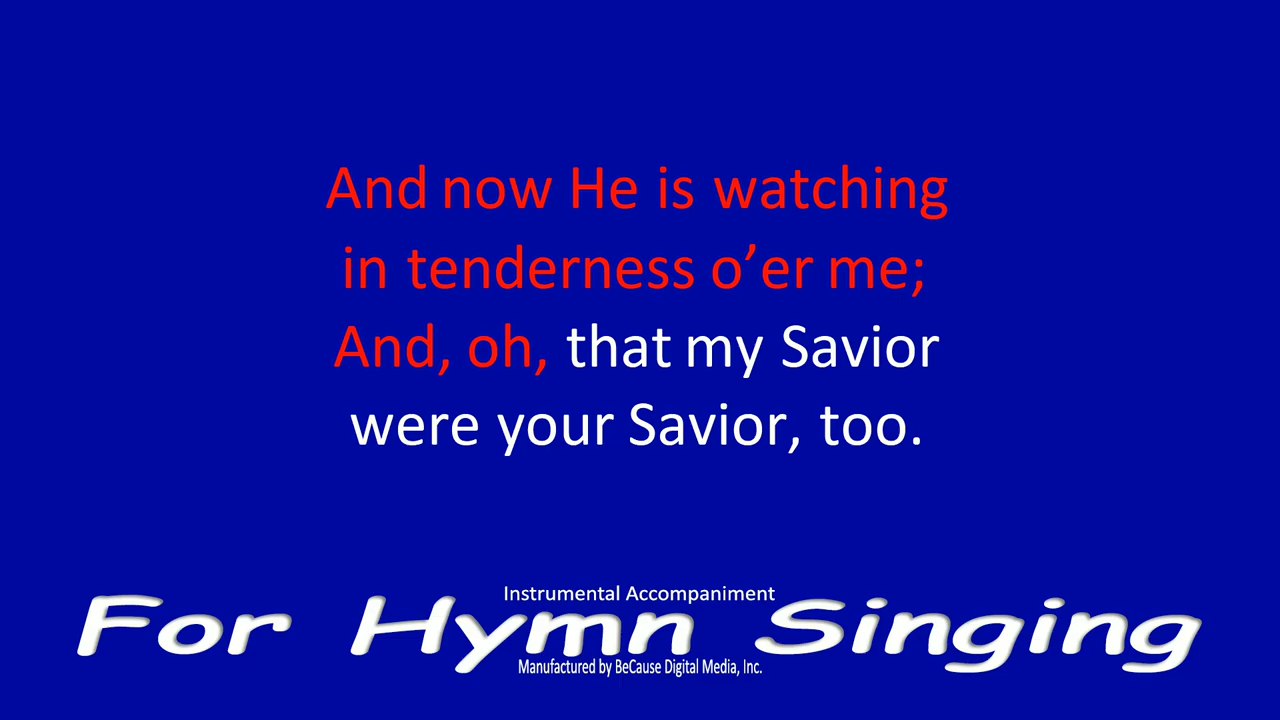 And now He is watching
in tenderness o’er me;
And, oh, that my Savior
were your Savior, too.
Instrumental Accompaniment
For Hymn Singing
Manufactured by BeCause Digital Media, Inc.